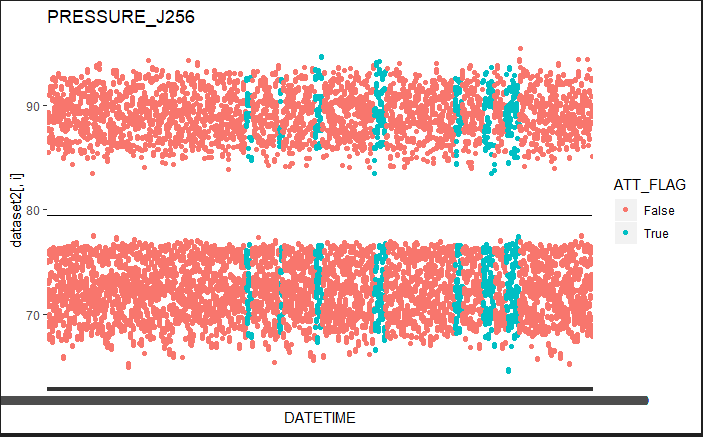 PRESSURE_J256
dataset2[, i]
90
80
70
DATETIME
ATT_FLAG
False
True